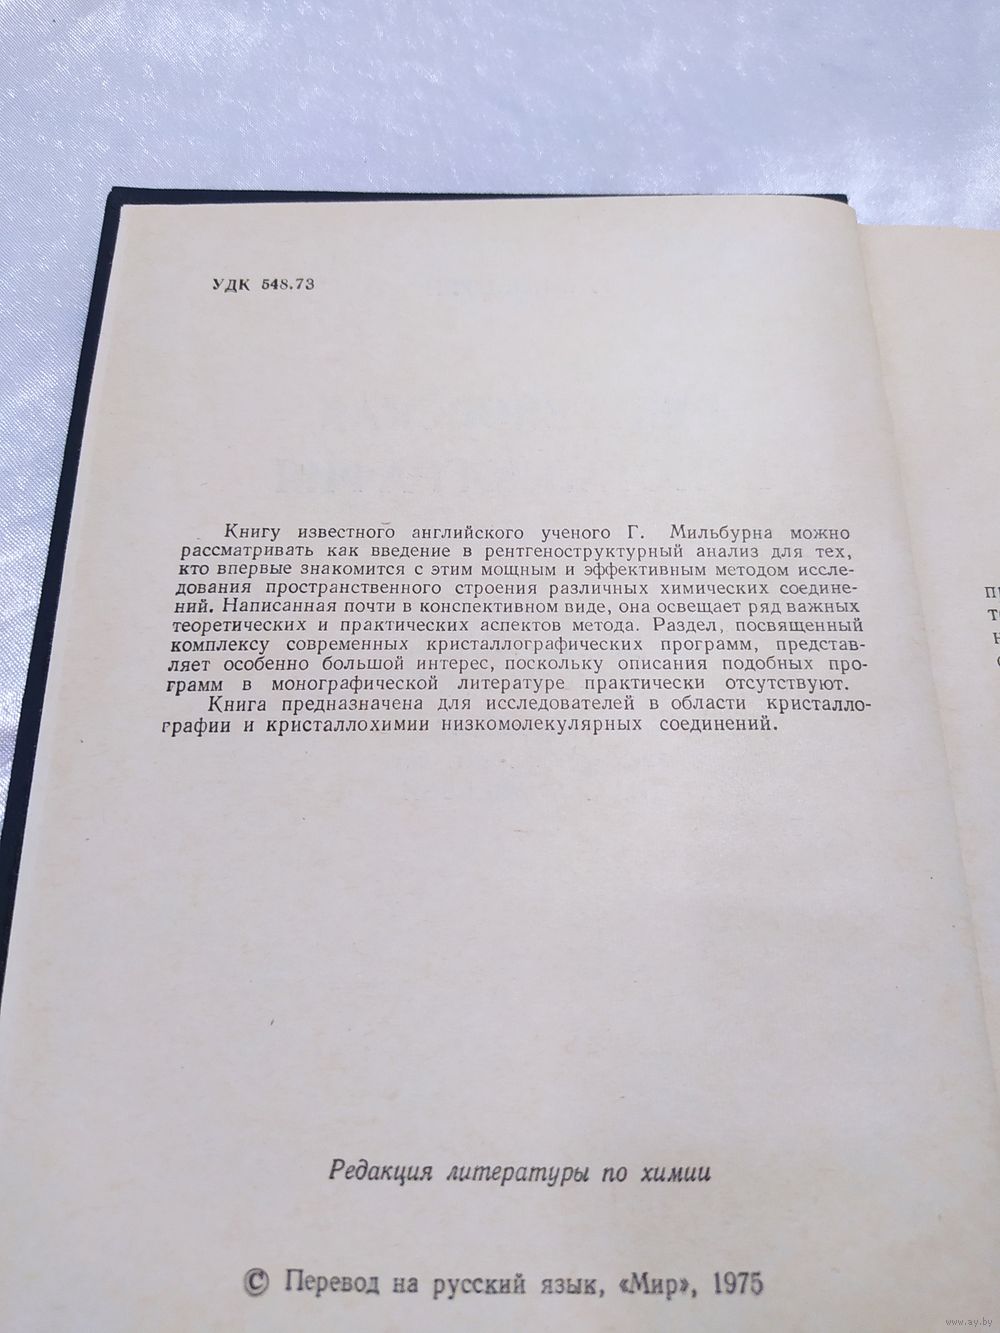 УДК 548.73
Книгу известного английского ученого Г. Мильбурна можно
рассматривать как введение в рентгеноструктурный анализ для тех,
кто впервые знакомится с этим мощным и эффективным методом иссле-
дования пространственного строения различных химических соедине-
ний. Написанная почти в конспективном виде, она освещает ряд важных
теоретических и практических аспектов метода. Раздел, посвященный
комплексу современных кристаллографических программ, представ-
ляет особенно большой интерес, поскольку описания подобных про-
грамм в монографической литературе практически отсутствуют.
Книга предназначена для исследователей в области кристалло-
графии и кристаллохимии низкомолекулярных соединений.
Редакция литературы по химии
© Перевод на русский язык, «Мир», 1975
www.ay.by